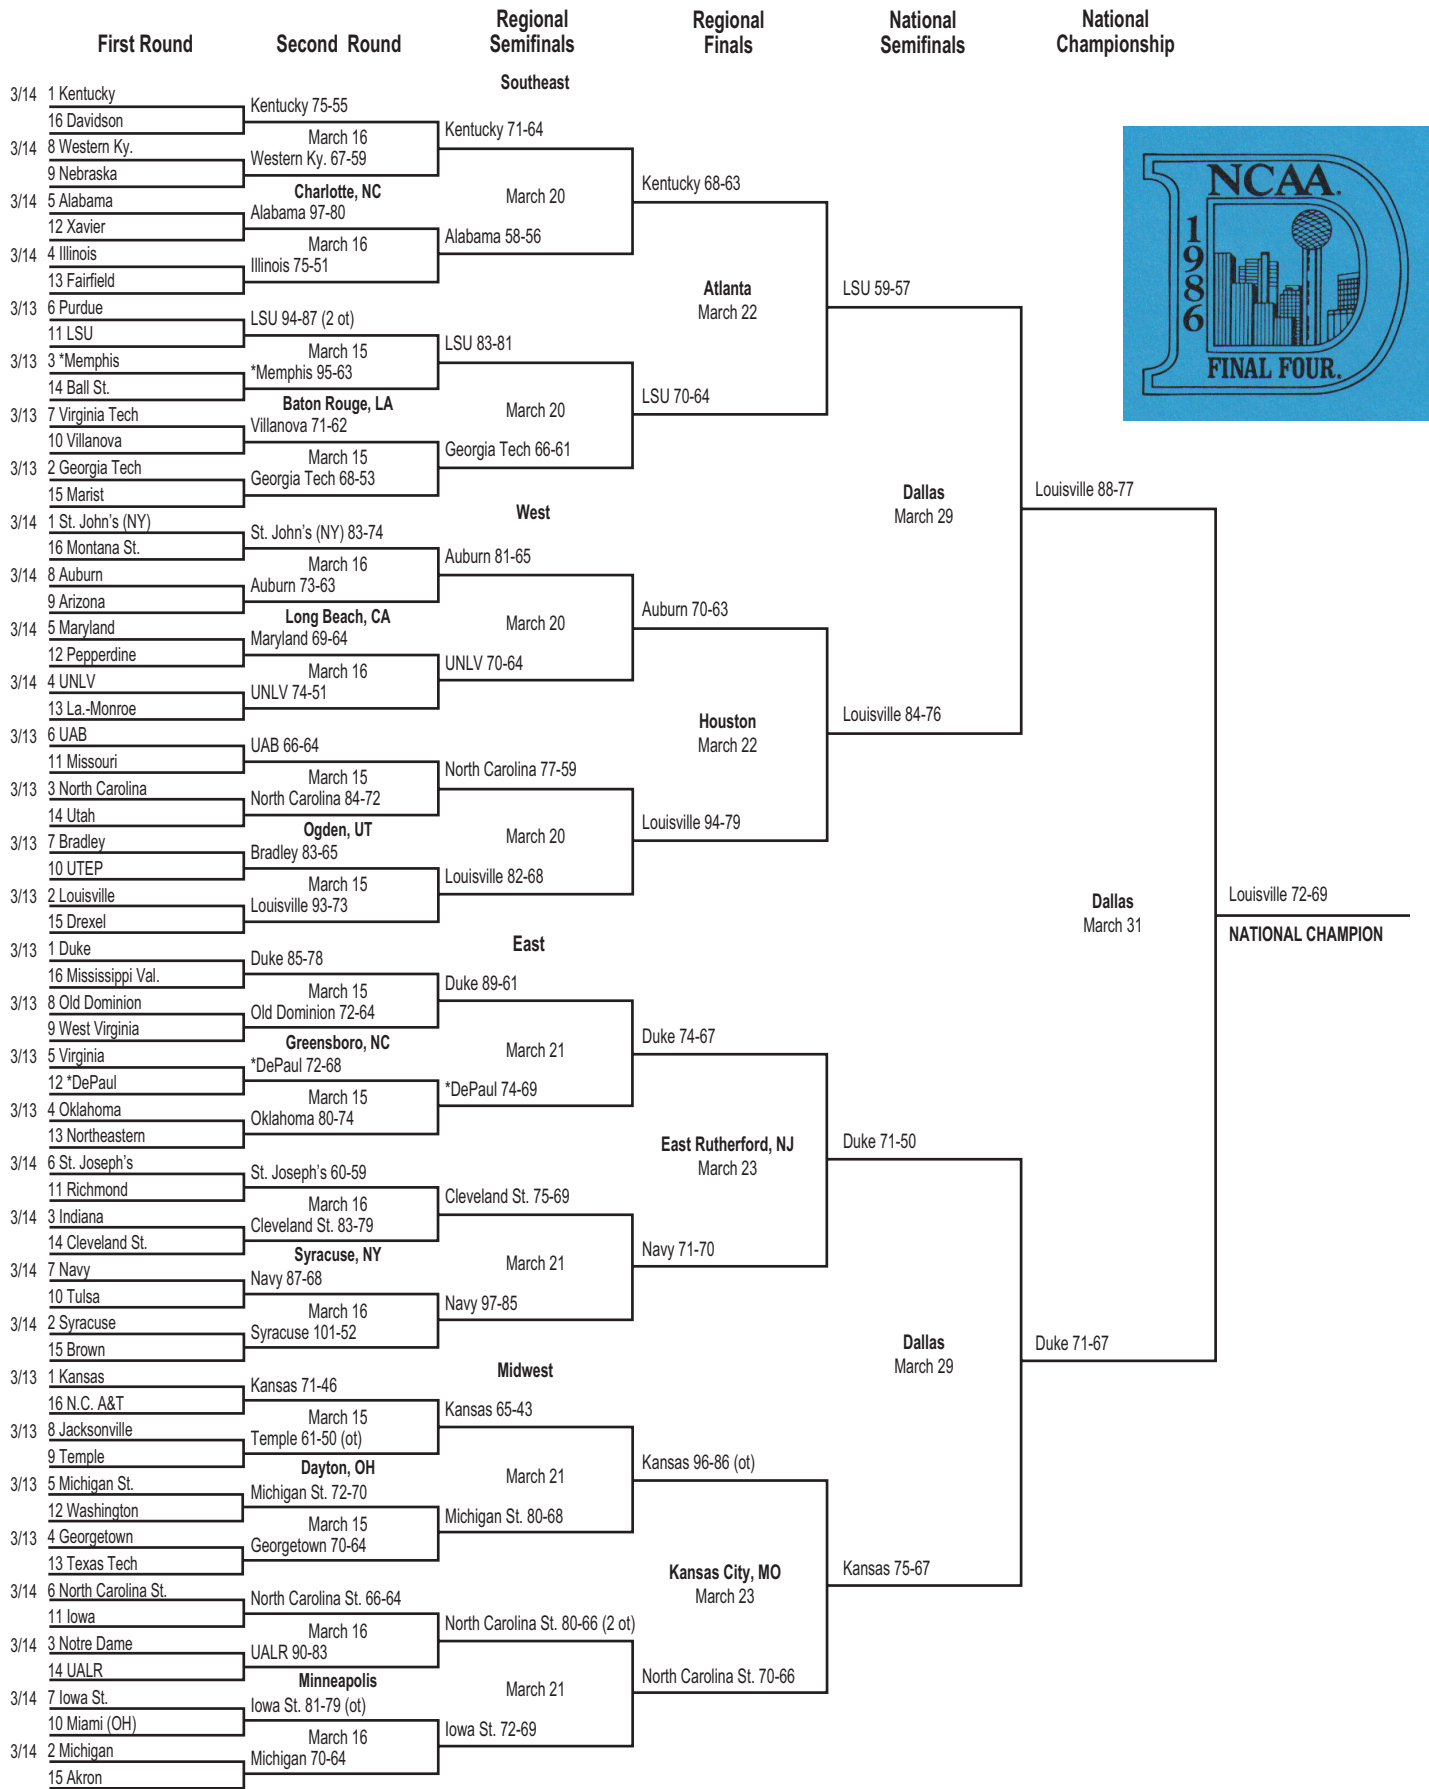 First Round
Second Round
Regional
Semifinals
Regional
Finals
National
Semifinals
National
Championship
Southeast
3/14 1 Kentucky
16 Davidson
3/14 8 Western Ky.
9 Nebraska
3/14 5 Alabama
12 Xavier
3/14 4 Illinois
13 Fairfield
3/13 6 Purdue
11 LSU
3/13 3 *Memphis
14 Ball St.
3/13 7 Virginia Tech
10 Villanova
3/13 2 Georgia Tech
15 Marist
Kentucky 75-55
March 16
Western Ky. 67-59
Charlotte, NC
Alabama 97-80
March 16
Illinois 75-51
LSU 94-87 (2 ot)
March 15
*Memphis 95-63
Baton Rouge, LA
Villanova 71-62
March 15
Georgia Tech 68-53
Kentucky 71-64
March 20
Alabama 58-56
LSU 83-81
March 20
Georgia Tech 66-61
Kentucky 68-63
Atlanta
March 22
LSU 70-64
LSU 59-57
West
3/14 1 St. John's (NY)
16 Montana St.
3/14 8 Auburn
9 Arizona
3/14 5 Maryland
12 Pepperdine
3/14 4 UNLV
13 La.-Monroe
3/13 6 UAB
11 Missouri
3/13 3 North Carolina
14 Utah
3/13 7 Bradley
10 UTEP
3/13 2 Louisville
15 Drexel
St. John's (NY) 83-74
March 16
Auburn 73-63
Long Beach, CA
Maryland 69-64
March 16
UNLV 74-51
UAB 66-64
March 15
North Carolina 84-72
Ogden, UT
Bradley 83-65
March 15
Louisville 93-73
Auburn 81-65
March 20
UNLV 70-64
North Carolina 77-59
March 20
Louisville 82-68
Auburn 70-63
Houston
March 22
Louisville 94-79
Louisville 84-76
Dallas
March 29
Louisville 88-77
East
3/13 1 Duke
16 Mississippi Val.
3/13 8 Old Dominion
9 West Virginia
3/13 5 Virginia
12 *DePaul
3/13 4 Oklahoma
13 Northeastern
3/14 6 St. Joseph's
11 Richmond
3/14 3 Indiana
14 Cleveland St.
3/14 7 Navy
10 Tulsa
3/14 2 Syracuse
15 Brown
Duke 85-78
March 15
Old Dominion 72-64
Greensboro, NC
*DePaul 72-68
March 15
Oklahoma 80-74
St. Joseph's 60-59
March 16
Cleveland St. 83-79
Syracuse, NY
Navy 87-68
March 16
Syracuse 101-52
Duke 89-61
March 21
*DePaul 74-69
Cleveland St. 75-69
March 21
Navy 97-85
Duke 74-67
East Rutherford, NJ
March 23
Navy 71-70
Duke 71-50
Midwest
3/13 1 Kansas
16 N.C. A&T
3/13 8 Jacksonville
9 Temple
3/13 5 Michigan St.
12 Washington
3/13 4 Georgetown
13 Texas Tech
3/14 6 North Carolina St.
11 Iowa
3/14 3 Notre Dame
14 UALR
3/14 7 Iowa St.
10 Miami (OH)
3/14 2 Michigan
15 Akron
Kansas 71-46
March 15
Temple 61-50 (ot)
Dayton, OH
Michigan St. 72-70
March 15
Georgetown 70-64
North Carolina St. 66-64
March 16
UALR 90-83
Minneapolis
Iowa St. 81-79 (ot)
March 16
Michigan 70-64
Kansas 65-43
March 21
Michigan St. 80-68
North Carolina St. 80-66 (2 ot)
March 21
Iowa St. 72-69
Kansas 96-86 (ot)
Kansas City, MO
March 23
North Carolina St. 70-66
Kansas 75-67
Dallas
March 29
Duke 71-67
Dallas
March 31
Louisville 72-69
NATIONAL CHAMPION
NCAA.
1986
FINAL FOUR.